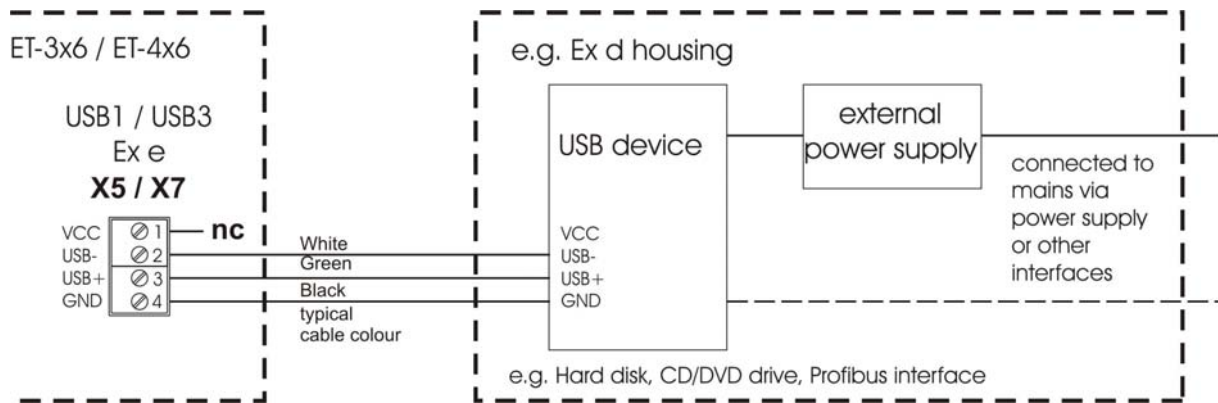 ET-3x6 / ET-4x6
USB1 / USB3
Ex e
X5 / X7
VCC 1 nc
USB- 2
USB+ 3
GND 4
White
Green
Black
typical
cable colour
e.g. Ex d housing
USB device
VCC
USB-
USB+
GND
external
power supply
connected to
mains via
power supply
or other
interfaces
e.g. Hard disk, CD/DVD drive, Profibus interface